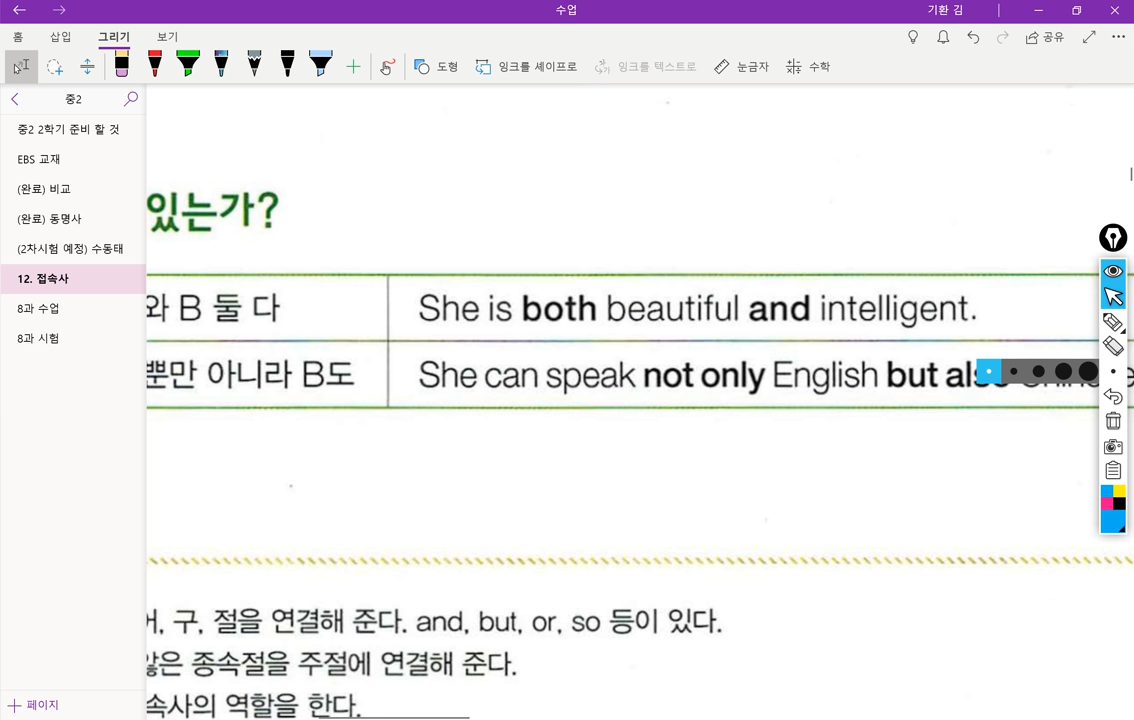 수업
기환 김
홈
삽입
그리기
보기
공유
도형
잉크를 셰이프로
잉크를 텍스트로
눈금자
수학
중2
중2 2학기 준비 할 것
EBS 교재
(완료) 비교
(완료) 동명사
(2차시험 예정) 수동태
12. 접속사
8과 수업
8과 시험
페이지
있는가?
와 B 둘 다
She is both beautiful and intelligent.
뿐만 아니라 B도
She can speak not only English but also
구, 절을 연결해 준다. and, but, or, so 등이 있다.
않은 종속절을 주절에 연결해 준다.
속사의 역할을 한다.